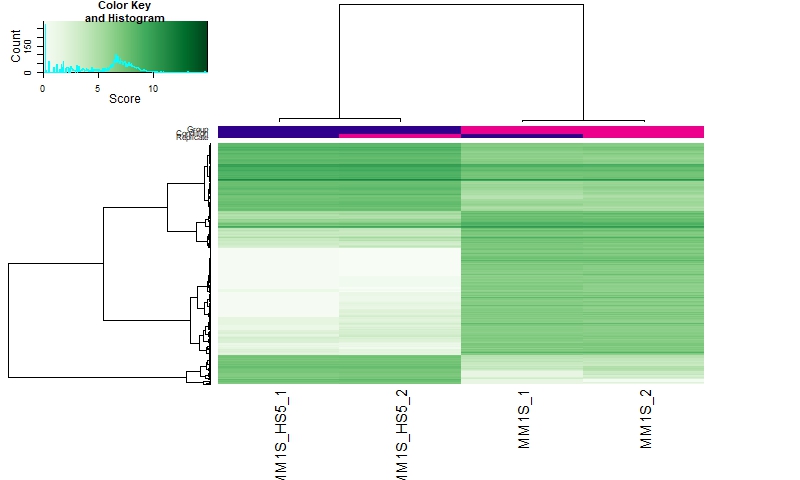 Color Key
and Histogram
Count
0 150
0 5 10
Score
Group
Replicate
MM1S_HS5_1
MM1S_HS5_2
MM1S_1
MM1S_2